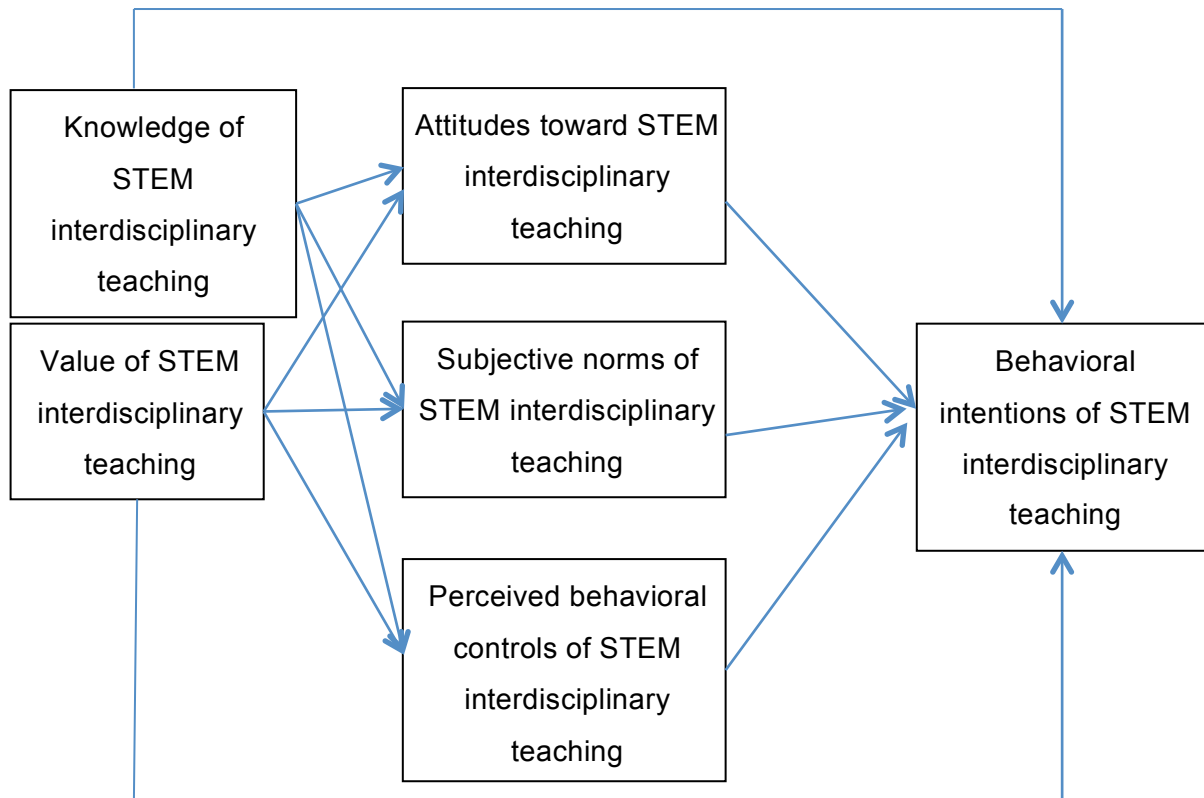 Knowledge of
STEM
interdisciplinary
teaching
Value of STEM
interdisciplinary
teaching
Attitudes toward STEM
interdisciplinary
teaching
Subjective norms of
STEM interdisciplinary
teaching
Perceived behavioral
controls of STEM
interdisciplinary
teaching
Behavioral
intentions of STEM
interdisciplinary
teaching